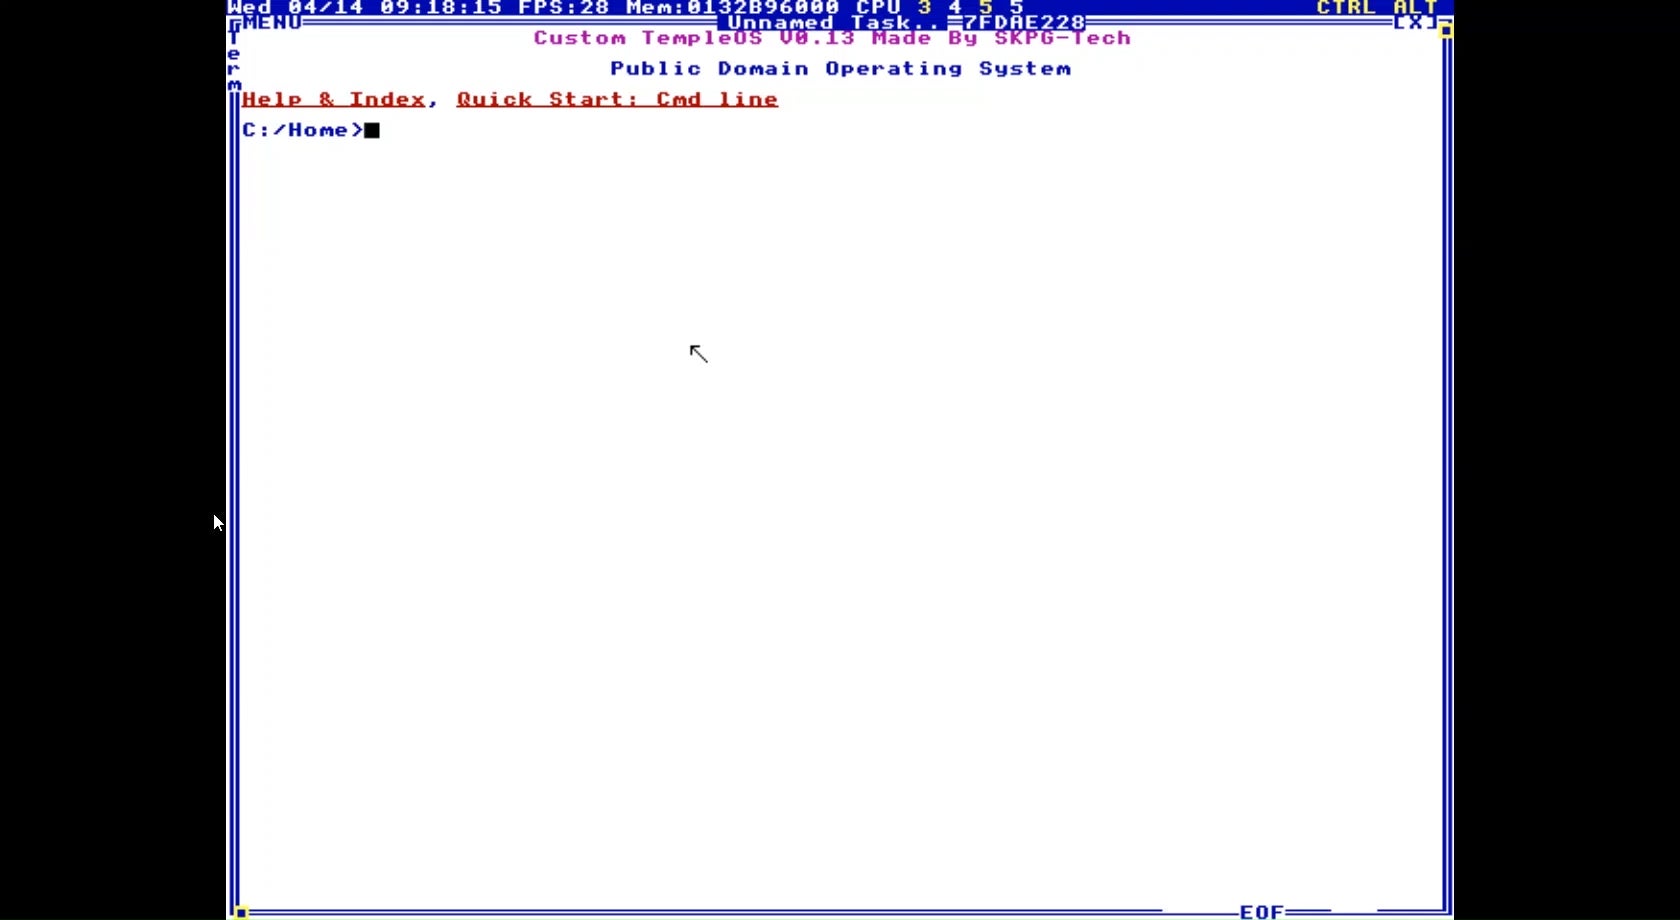 Wed 04/14 09:18:15 FPS:28 Mem:0132B96000 CPU 3 4 5 5 CTRL ALT
MENU Unnamed Task.. 7FDAE228 [X]
Term
Custom TempleOS V0.13 Made By SKPG-Tech
Public Domain Operating System
Help & Index, Quick Start: Cmd line
C:/Home>
EOF